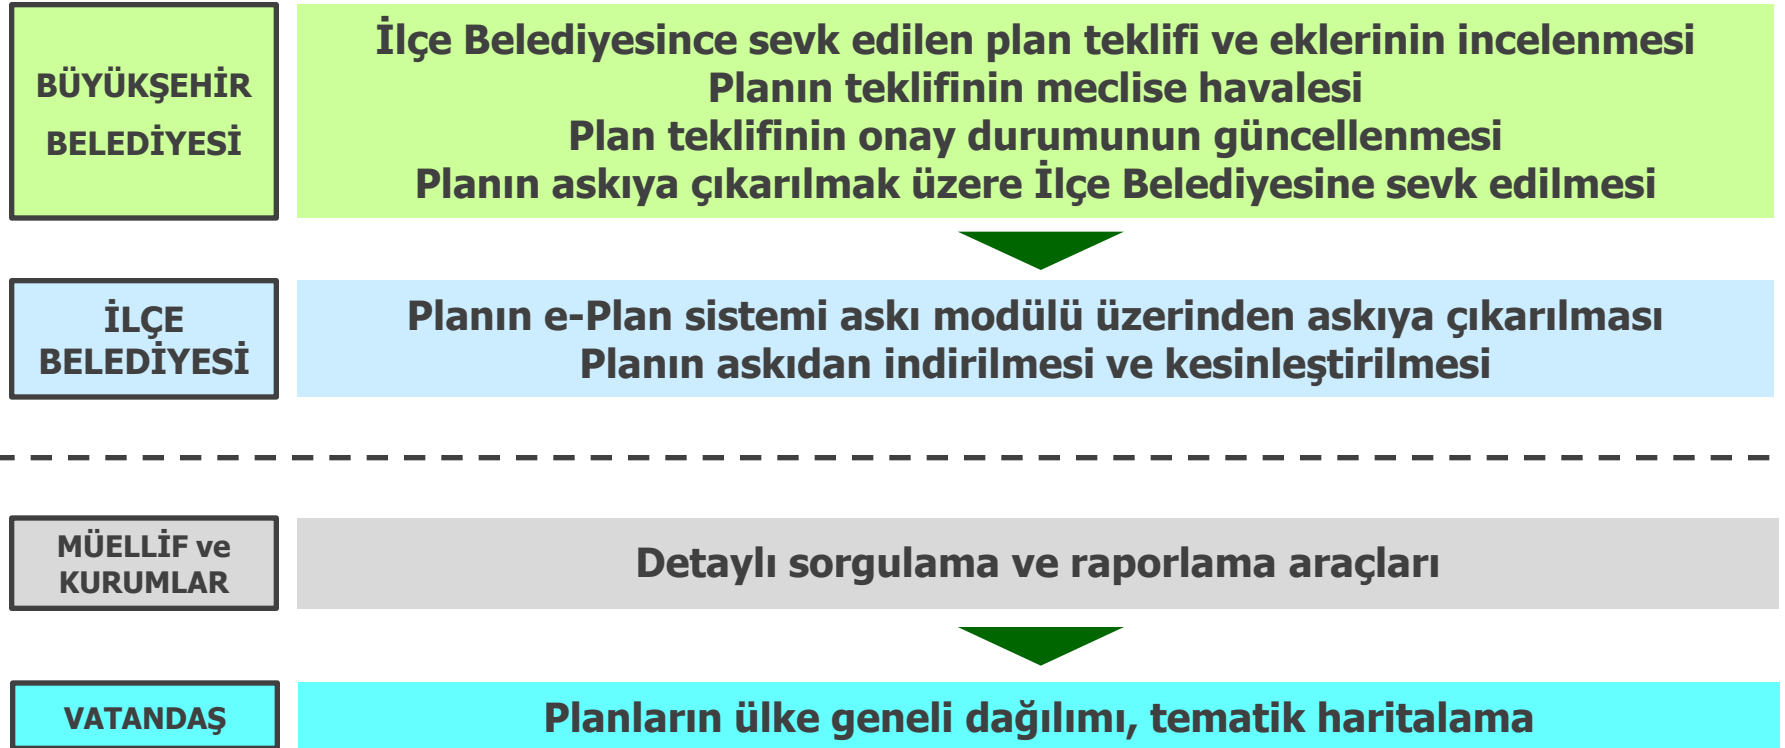 BÜYÜKŞEHİR
BELEDİYESİ
İlçe Belediyesince sevk edilen plan teklifi ve eklerinin incelenmesi
Planın teklifinin meclise havalesi
Plan teklifinin onay durumunun güncellenmesi
Planın askıya çıkarılmak üzere İlçe Belediyesine sevk edilmesi
İLÇE
BELEDİYESİ
Planın e-Plan sistemi askı modülü üzerinden askıya çıkarılması
Planın askıdan indirilmesi ve kesinleştirilmesi
MÜELLİF ve
KURUMLAR
Detaylı sorgulama ve raporlama araçları
VATANDAŞ
Planların ülke geneli dağılımı, tematik haritalama